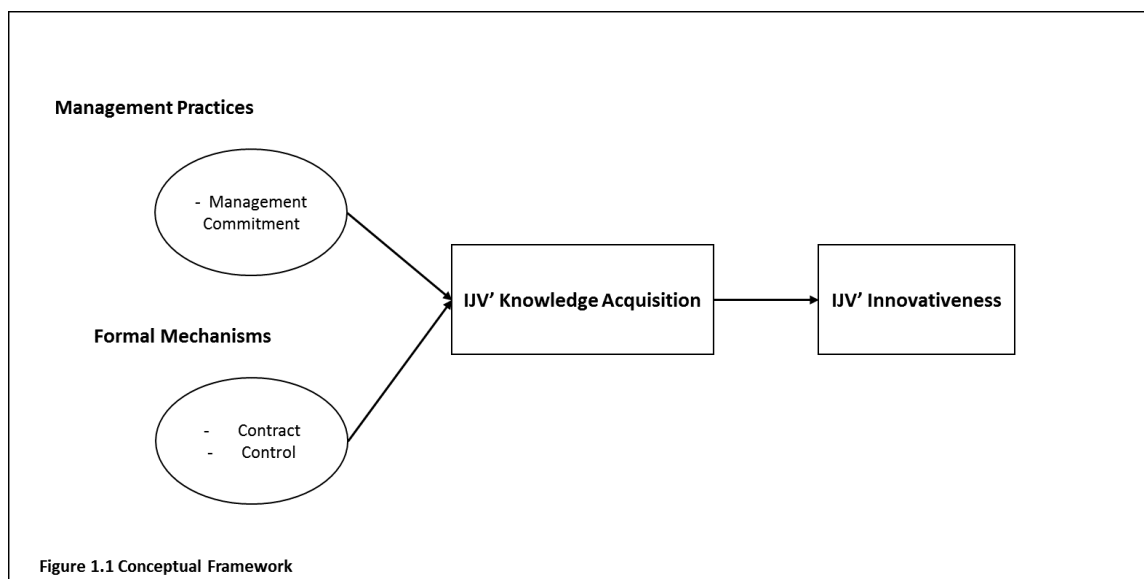 Management Practices
- Management
Commitment
IJV' Knowledge Acquisition
IJV' Innovativeness
Formal Mechanisms
- Contract
- Control
Figure 1.1 Conceptual Framework